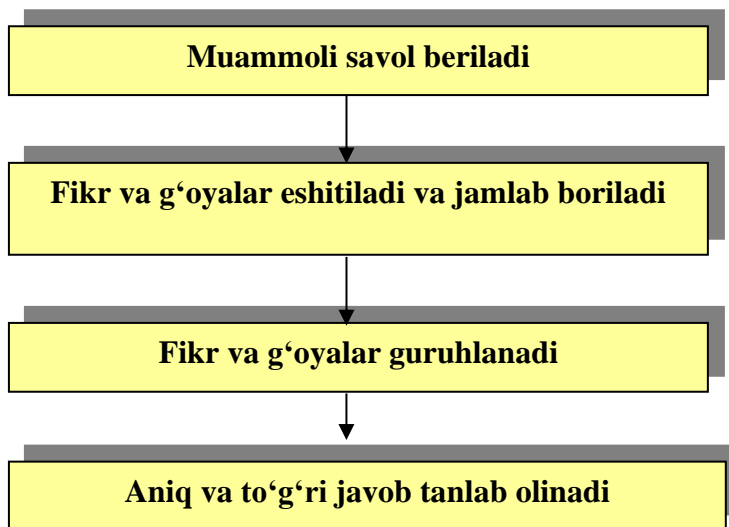 Muammoli savol beriladi
Fikr va g‘oyalar eshitiladi va jamlab boriladi
Fikr va g‘oyalar guruhlanadi
Aniq va to‘g‘ri javob tanlab olinadi